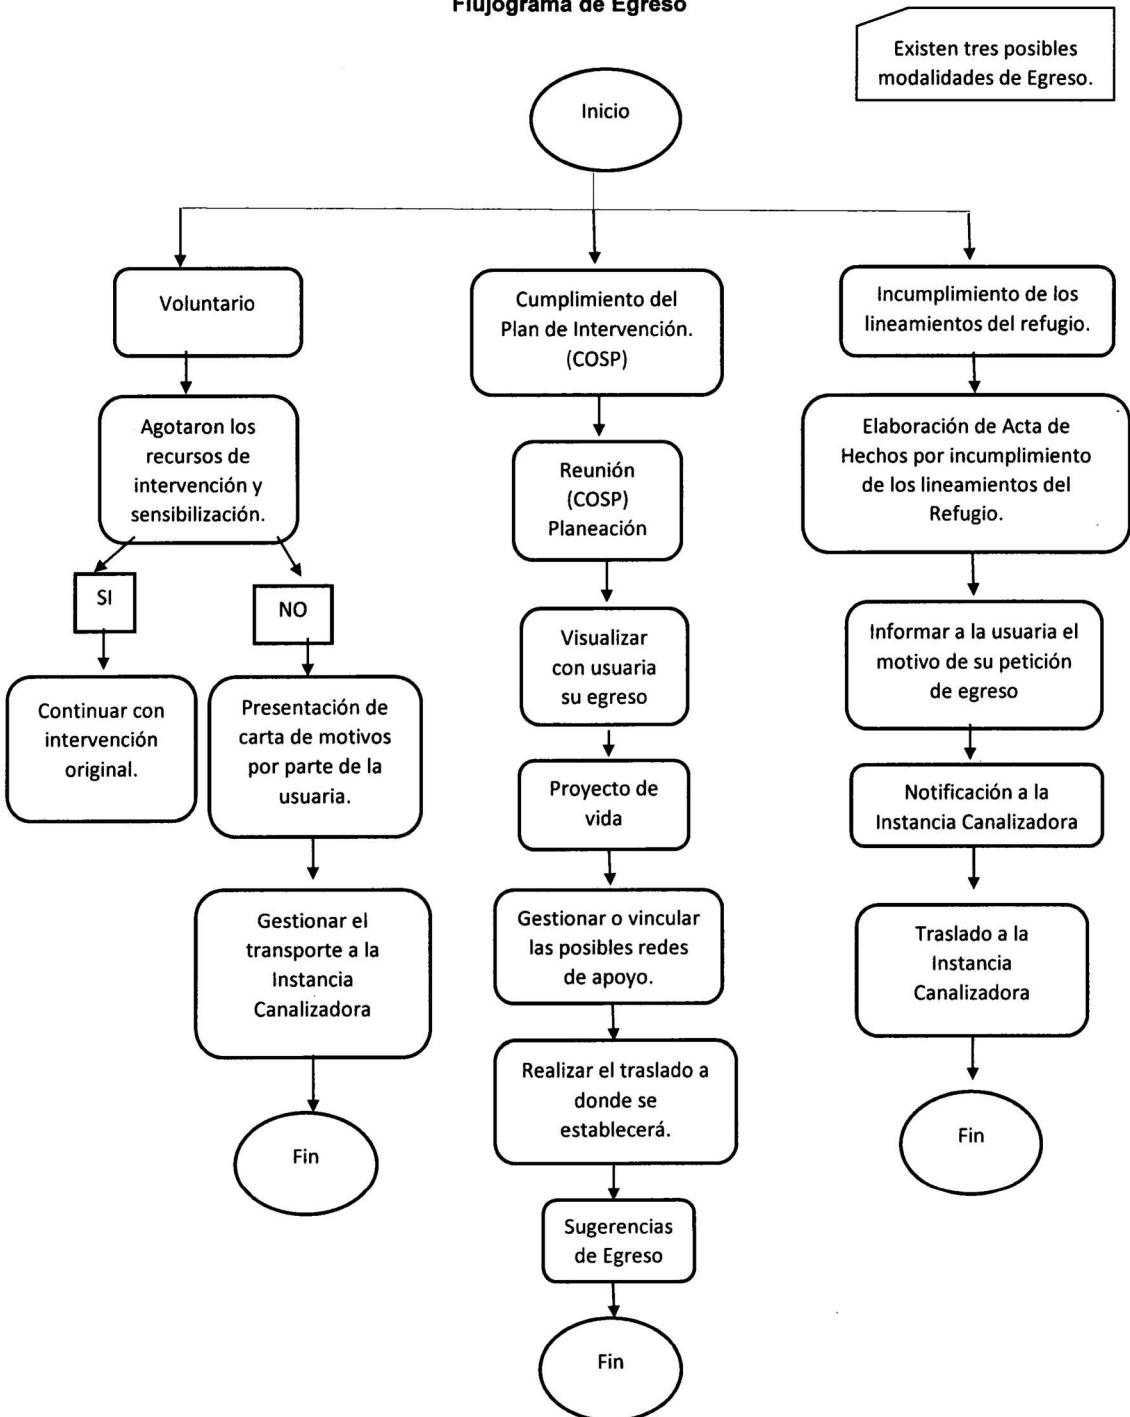 Flujograma de Egreso
Existen tres posibles
modalidades de Egreso.
Inicio
Voluntario
Agotaron los
recursos de
intervención y
sensibilización.
SI
NO
Continuar con
intervención
original.
Presentación de
carta de motivos
por parte de la
usuaria.
Gestionar el
transporte a la
Instancia
Canalizadora
Fin
Cumplimiento del
Plan de Intervención.
(COSP)
Reunión
(COSP)
Planeación
Visualizar
con usuaria
su egreso
Proyecto de
vida
Gestionar o vincular
las posibles redes
de apoyo.
Realizar el traslado a
donde se
establecerá.
Sugerencias
de Egreso
Fin
Incumplimiento de los
lineamientos del refugio.
Elaboración de Acta de
Hechos por incumplimiento
de los lineamientos del
Refugio.
Informar a la usuaria el
motivo de su petición
de egreso
Notificación a la
Instancia Canalizadora
Traslado a la
Instancia
Canalizadora
Fin